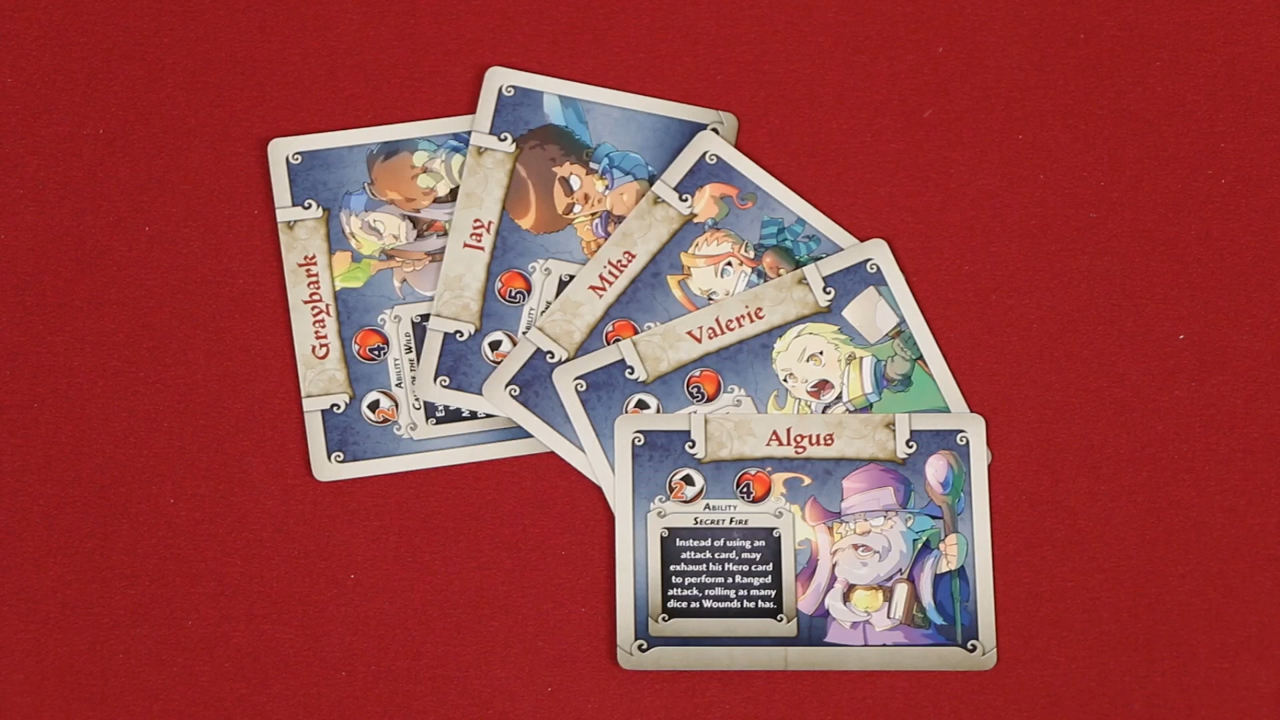 Graybark
4
2
Ability
Jay
5
Ability
Mika
Valerie
3
Algus
2
4
Ability
Secret Fire
Instead of using an
attack card, may
exhaust his Hero card
to perform a Ranged
attack, rolling as many
dice as Wounds he has.